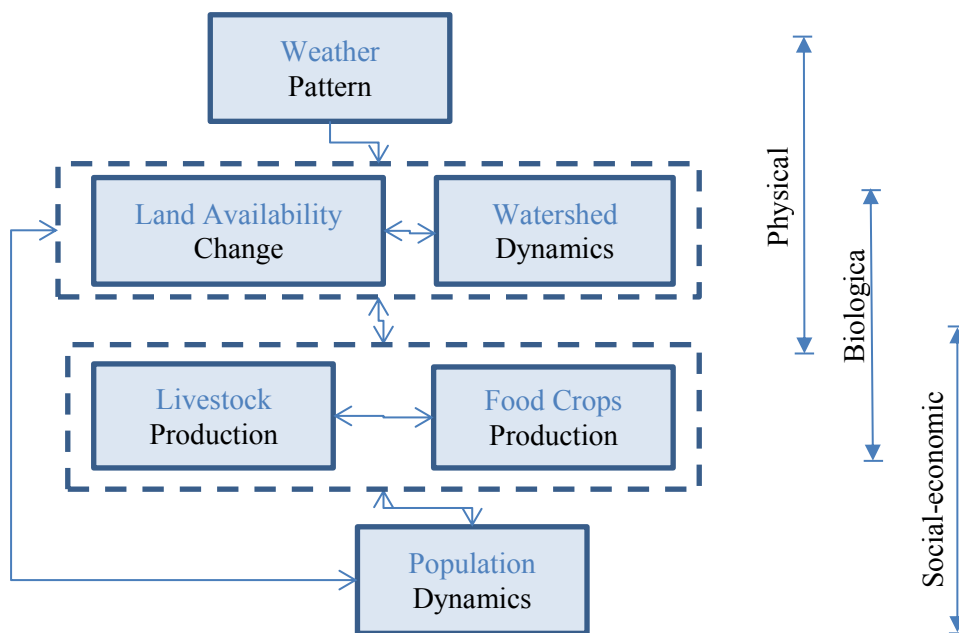 Weather
Pattern
Land Availability
Change
Watershed
Dynamics
Livestock
Production
Food Crops
Production
Population
Dynamics
Physical
Biologica
Social-economic